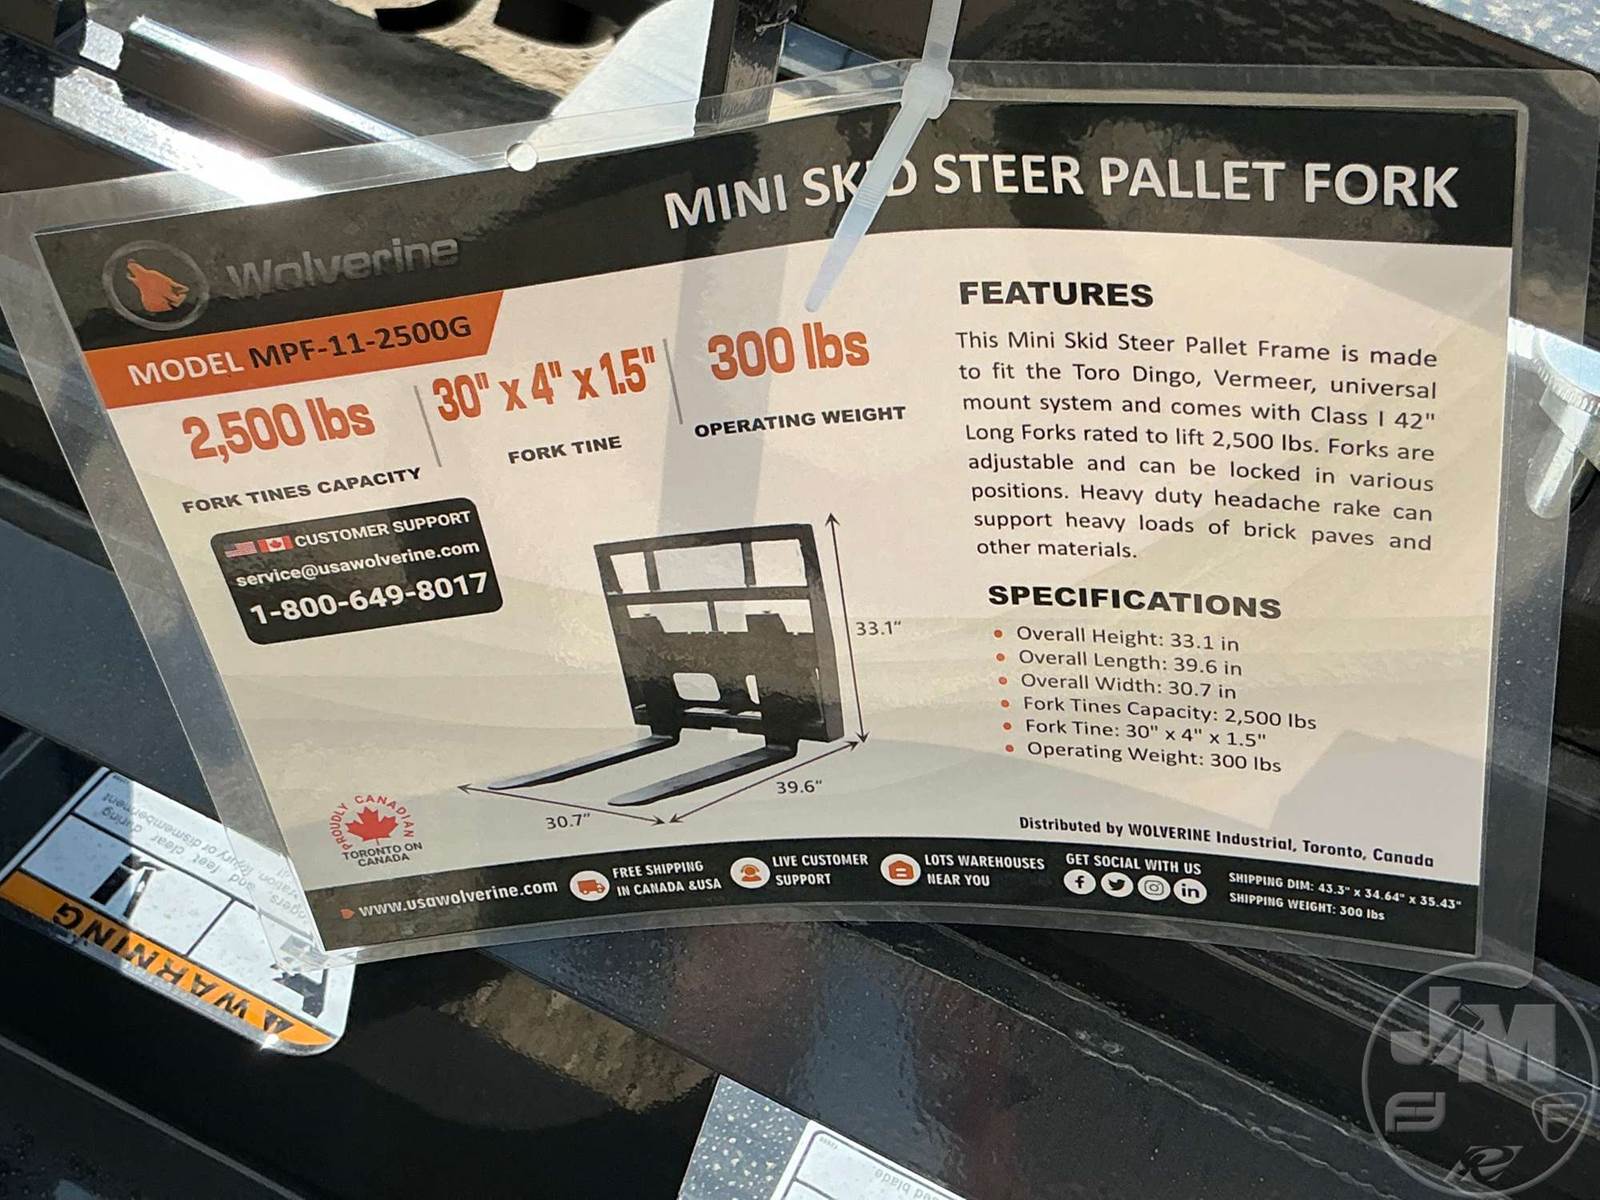 MINI SKID STEER PALLET FORK
Wolverine
MODEL MPF-11-2500G
2,500 lbs
FORK TINES CAPACITY
30" x 4" x 1.5"
FORK TINE
300 lbs
OPERATING WEIGHT
CUSTOMER SUPPORT
service@usawolverine.com
1-800-649-8017
33.1"
39.6"
30.7"
PROUDLY CANADIAN
TORONTO ON
CANADA
FEATURES
This Mini Skid Steer Pallet Frame is made
to fit the Toro Dingo, Vermeer, universal
mount system and comes with Class I 42"
Long Forks rated to lift 2,500 lbs. Forks are
adjustable and can be locked in various
positions. Heavy duty headache rake can
support heavy loads of brick paves and
other materials.
SPECIFICATIONS
• Overall Height: 33.1 in
• Overall Length: 39.6 in
• Overall Width: 30.7 in
• Fork Tines Capacity: 2,500 lbs
• Fork Tine: 30" x 4" x 1.5"
• Operating Weight: 300 lbs
Distributed by WOLVERINE Industrial, Toronto, Canada
www.usawolverine.com
FREE SHIPPING
IN CANADA &USA
LIVE CUSTOMER
SUPPORT
LOTS WAREHOUSES
NEAR YOU
GET SOCIAL WITH US
SHIPPING DIM: 43.3" x 34.64" x 35.43"
SHIPPING WEIGHT: 300 lbs
WARNING
and feet clear during
injury or dismemberment
JM